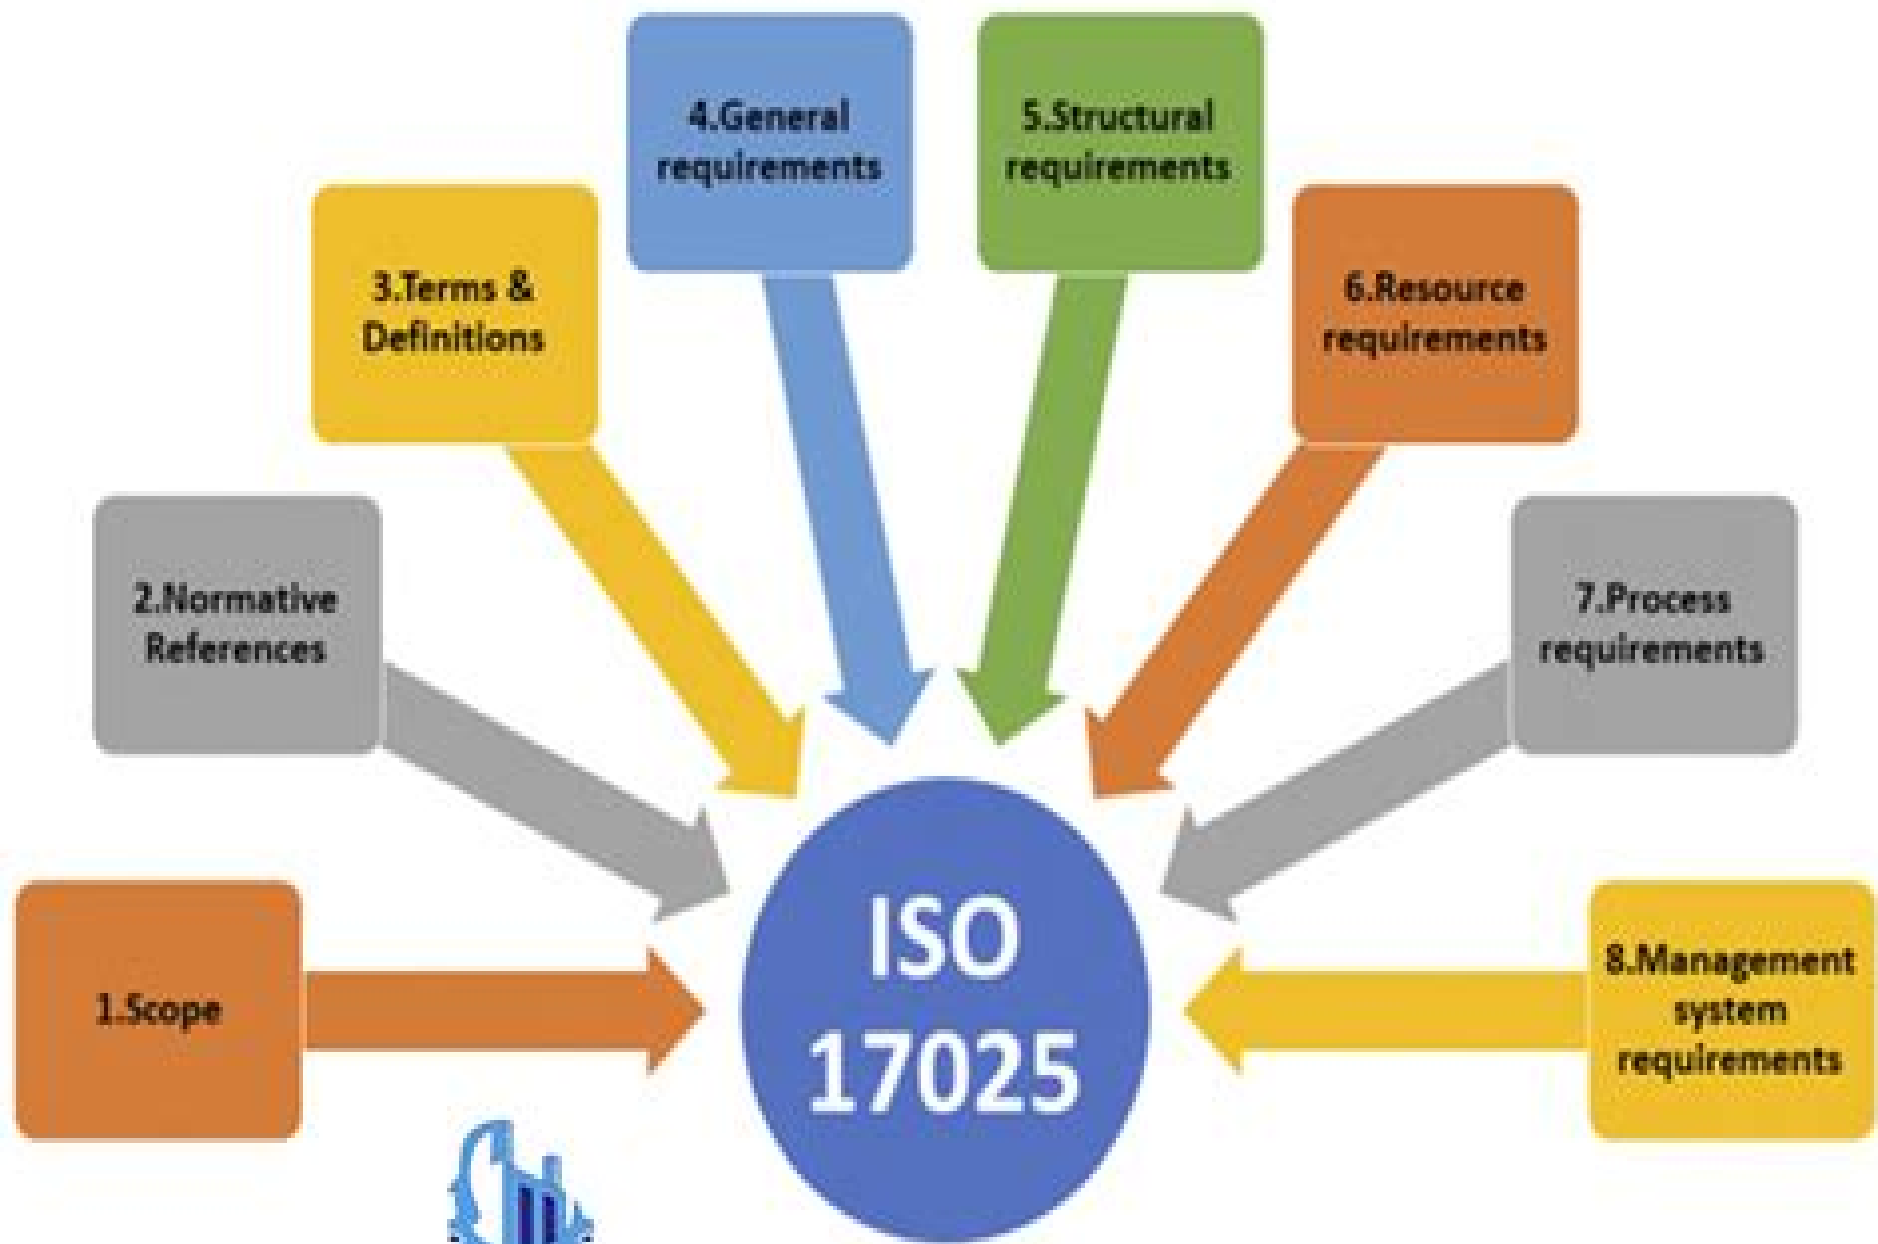 1.Scope
2.Normative
References
3.Terms &
Definitions
4.General
requirements
5.Structural
requirements
6.Resource
requirements
7.Process
requirements
8.Management
system
requirements
ISO
17025